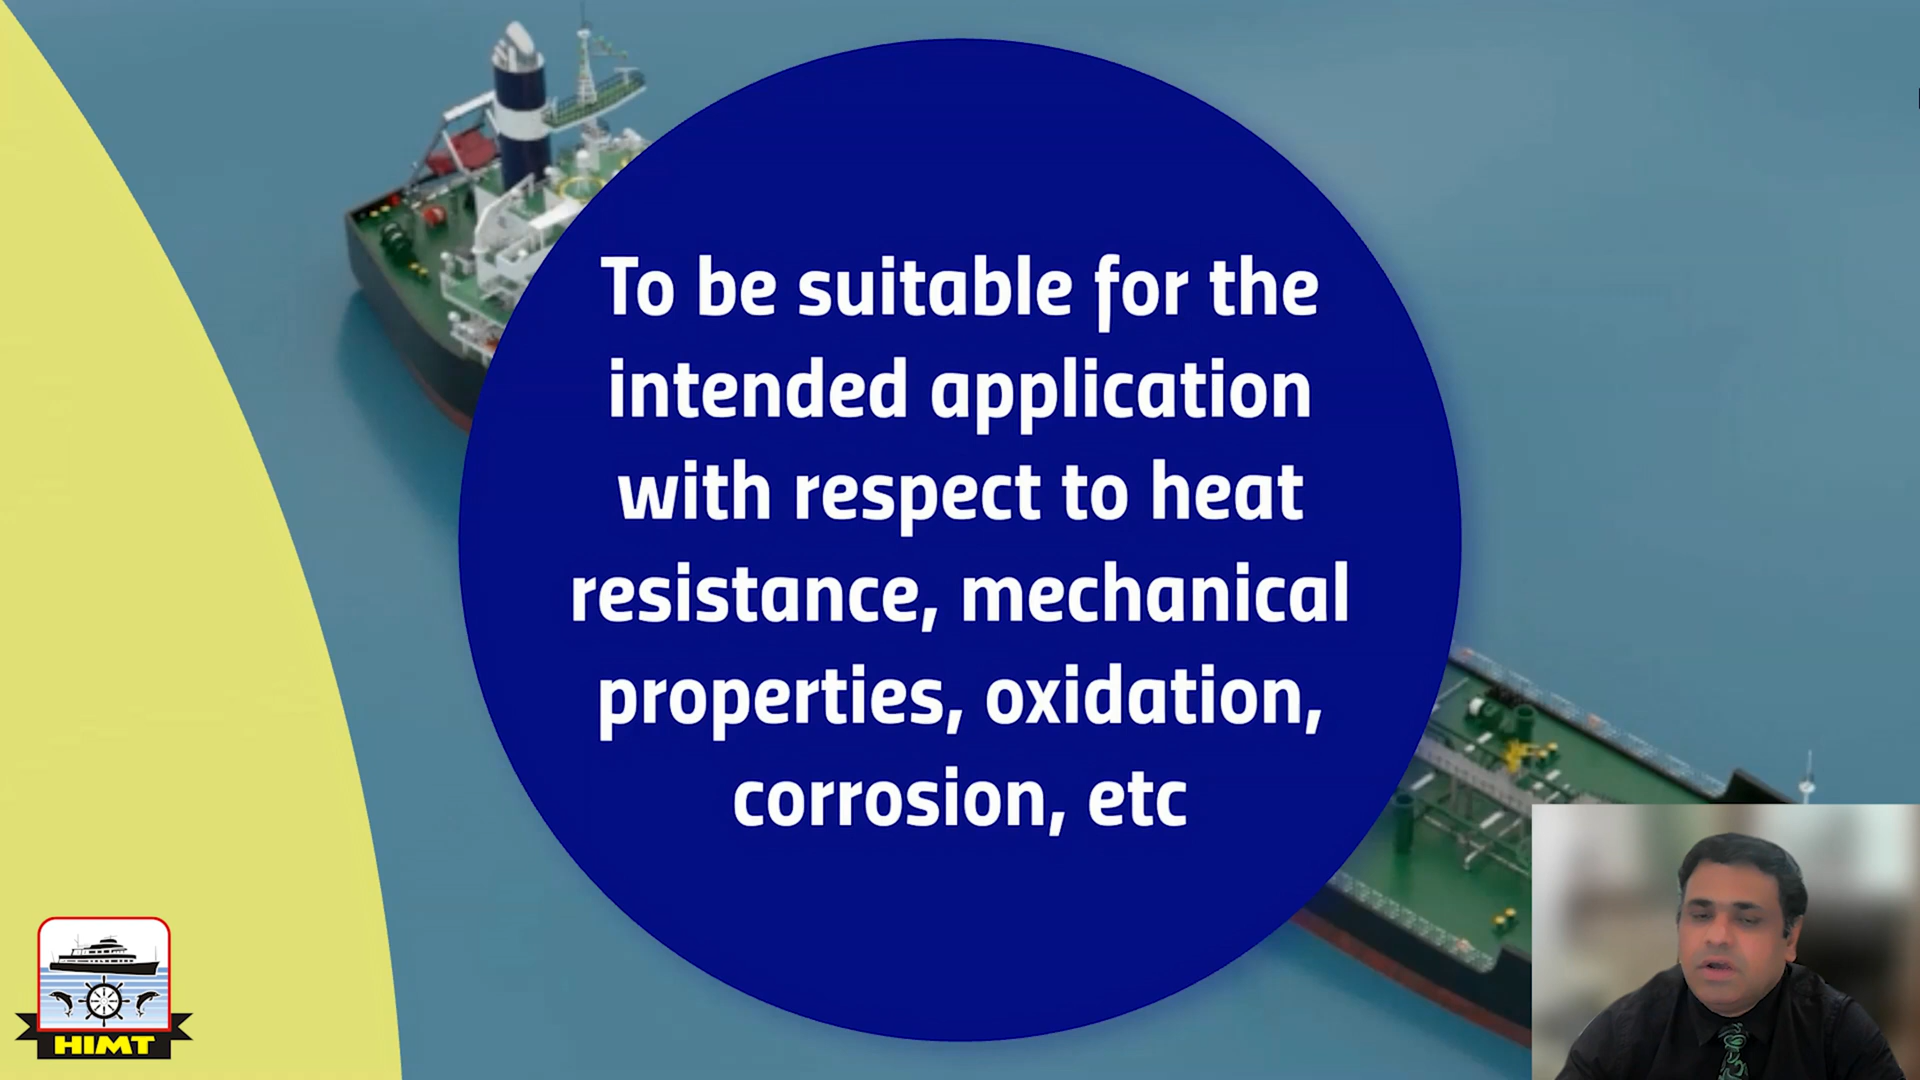 To be suitable for the
intended application
with respect to heat
resistance, mechanical
properties, oxidation,
corrosion, etc
HIMT